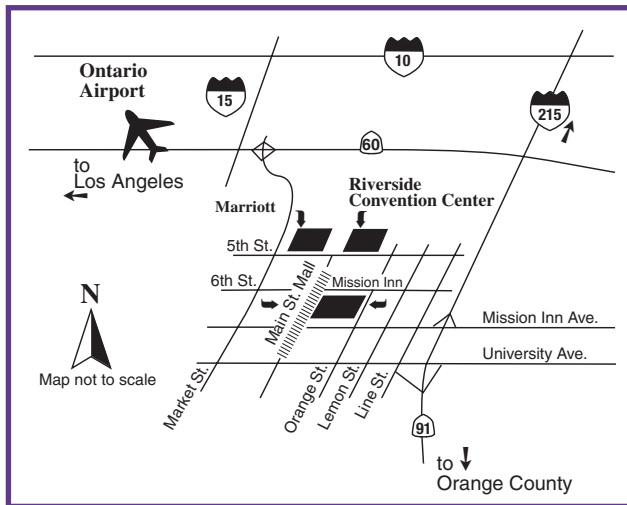 10
Ontario
Airport
15
215
60
to
Los Angeles
Riverside
Convention Center
Marriott
5th St.
6th St.
Mission Inn
Main St. Mall
N
Map not to scale
Mission Inn Ave.
University Ave.
Market St.
Orange St.
Lemon St.
Line St.
91
to
Orange County